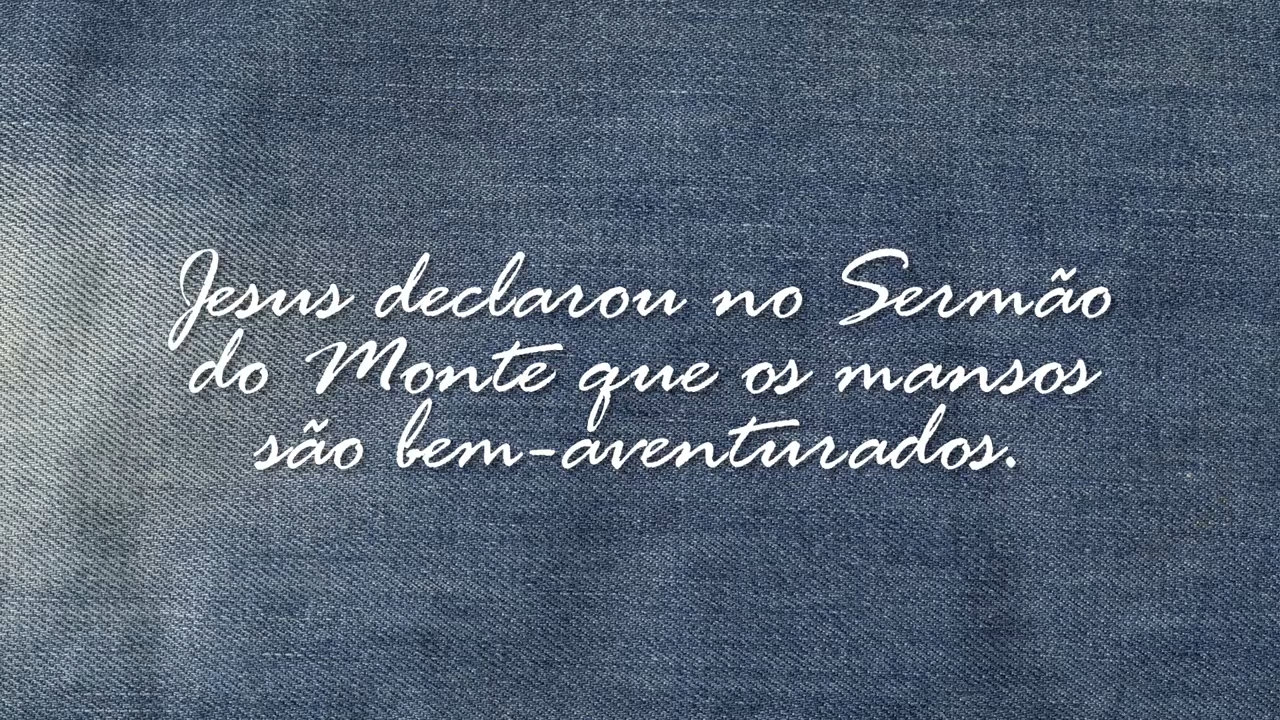 Jesus declarou no Sermão
do Monte que os mansos
são bem-aventurados.